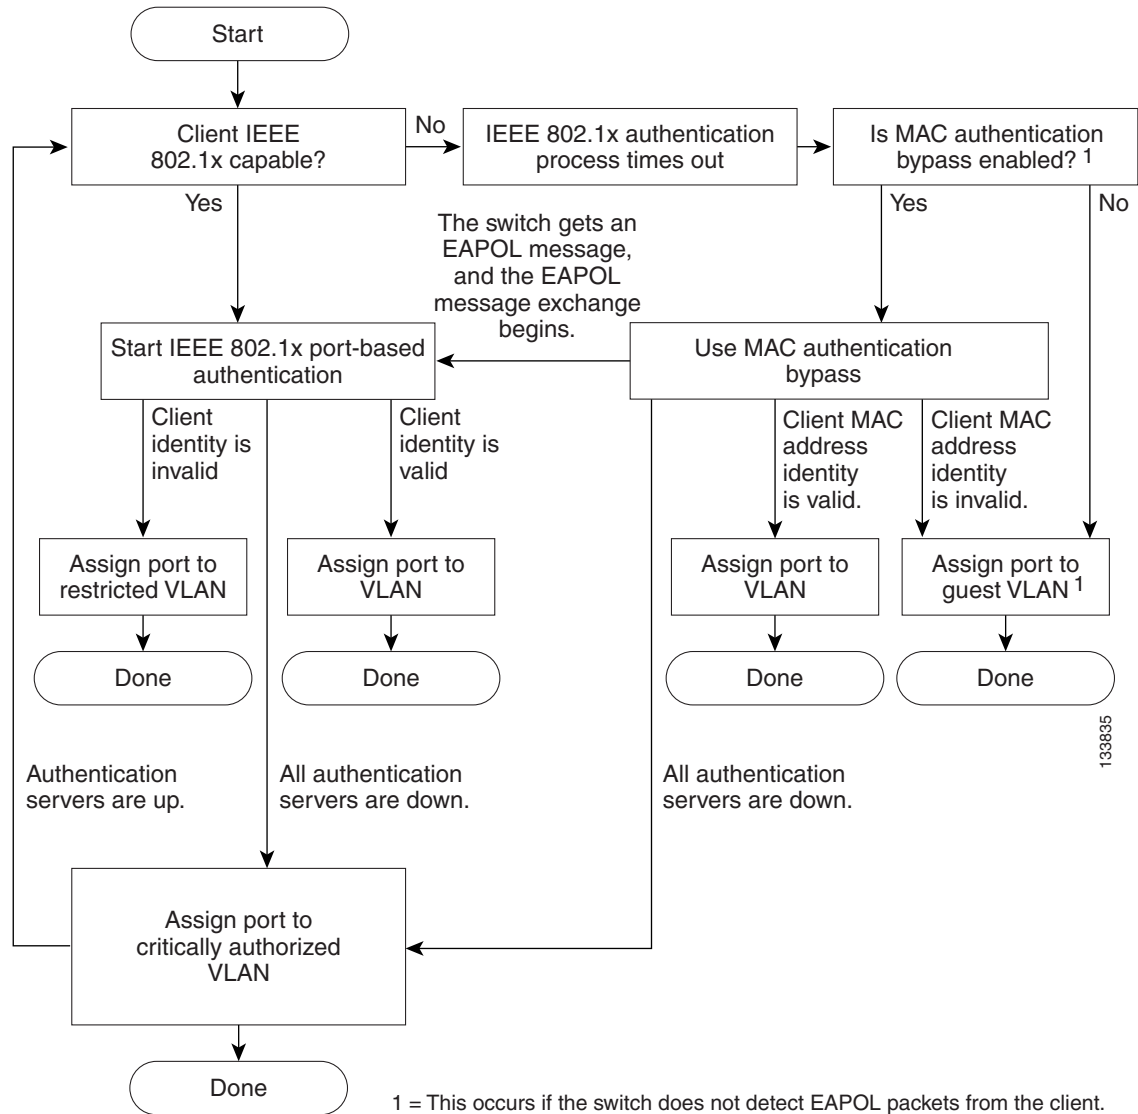 Start
Client IEEE
802.1x capable?
No
IEEE 802.1x authentication
process times out
Is MAC authentication
bypass enabled? 1
Yes
The switch gets an
EAPOL message,
and the EAPOL
message exchange
begins.
Yes
No
Start IEEE 802.1x port-based
authentication
Use MAC authentication
bypass
Client
identity is
invalid
Client
identity is
valid
Client MAC
address
identity
is valid.
Client MAC
address
identity
is invalid.
Assign port to
restricted VLAN
Assign port to
VLAN
Assign port to
VLAN
Assign port to
guest VLAN 1
Done
Done
Done
Done
133835
Authentication
servers are up.
All authentication
servers are down.
All authentication
servers are down.
Assign port to
critically authorized
VLAN
Done
1 = This occurs if the switch does not detect EAPOL packets from the client.